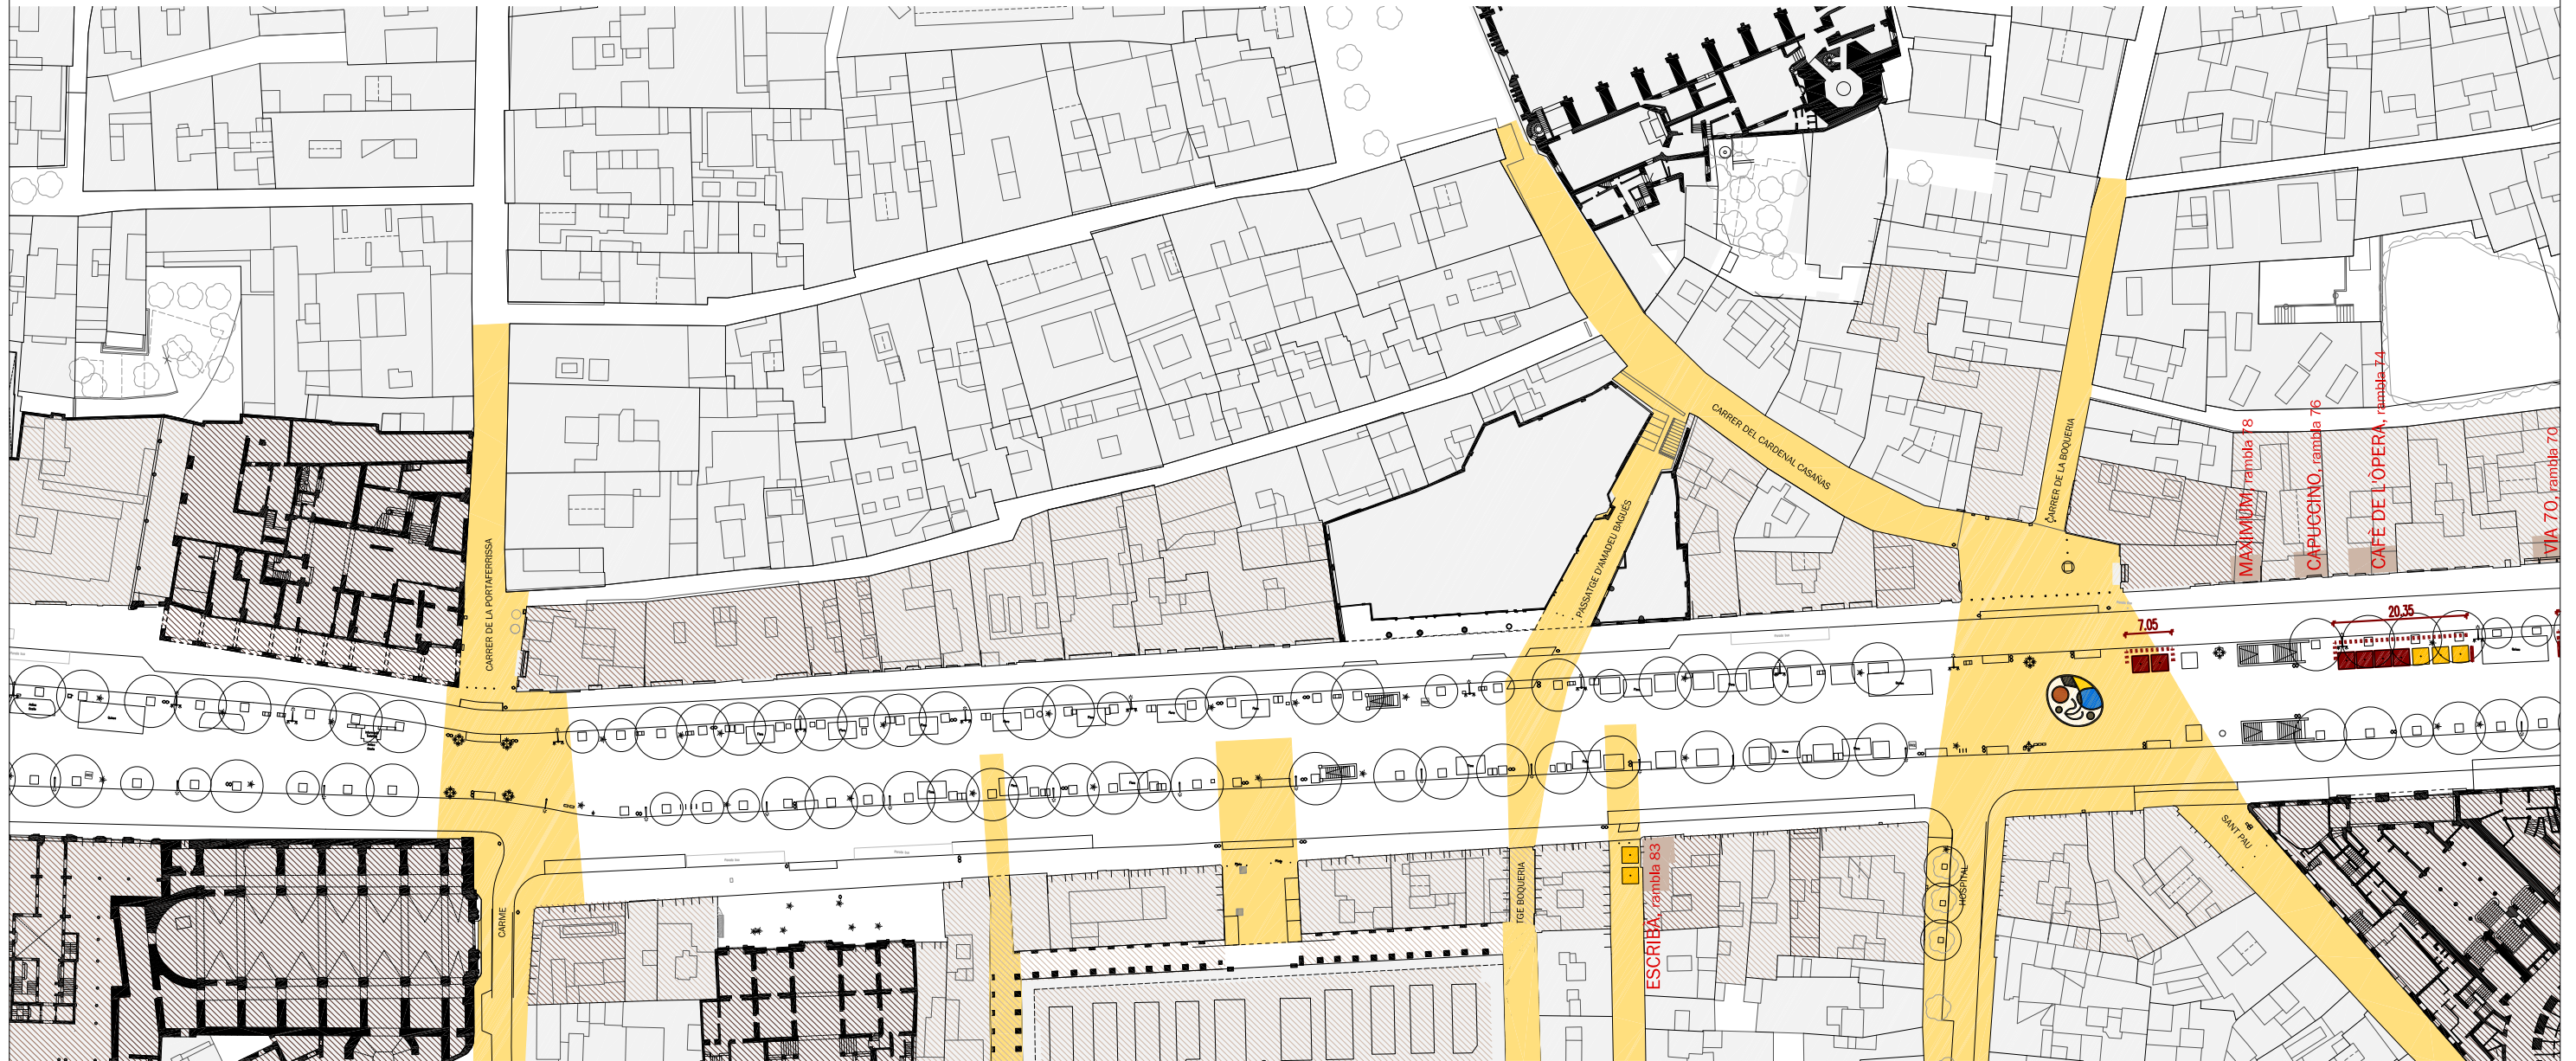 CARRER DE LA PORTAFERRISSA
CARRER DEL CARDENAL CASAÑAS
CARRER DE LA BOQUERIA
PASSATGE D'AMADEU BAGUÉS
MAXIMUM, rambla 78
CAPUCCINO, rambla 76
CAFÈ DE L'ÒPERA, rambla 74
VIA 70, rambla 70
20,35
7.05
CARME
TGE BOQUERIA
ESCRIBA, rambla 83
HOSPITAL
SANT PAU